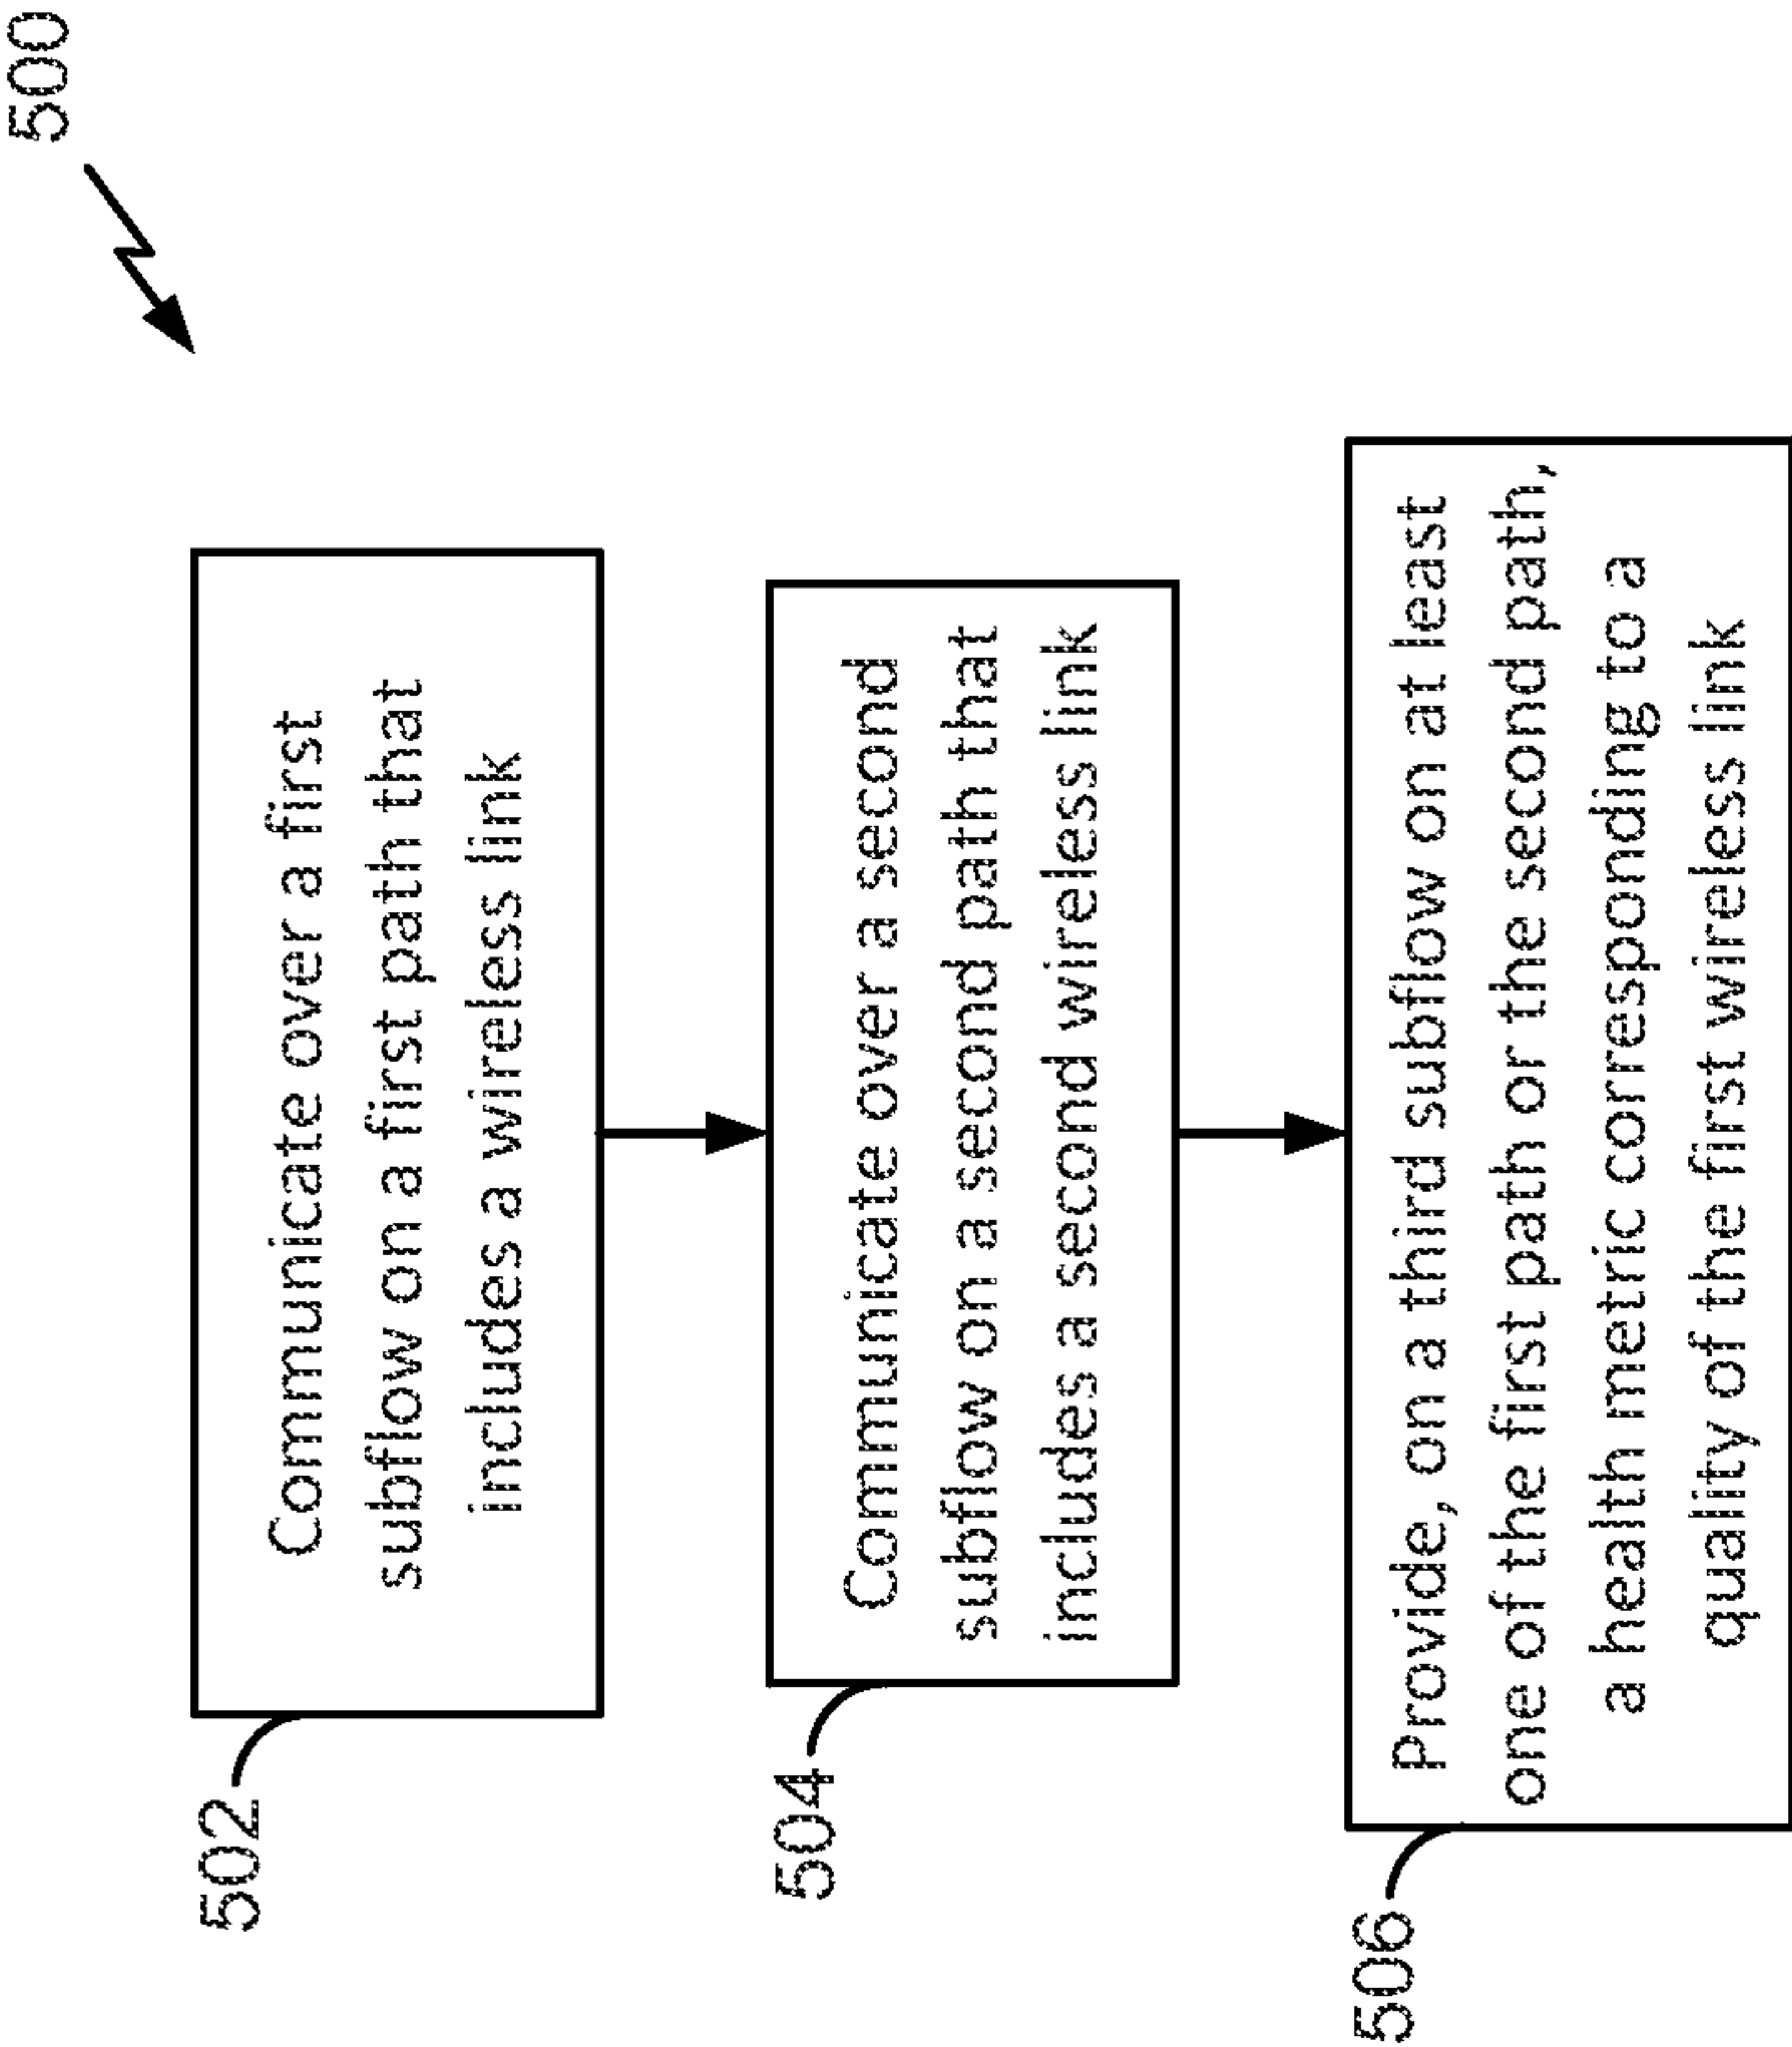 500
502
Communicate over a first
subflow on a first path that
includes a wireless link
504
Communicate over a second
subflow on a second path that
includes a second wireless link
506
Provide, on a third subflow on at least
one of the first path or the second path,
a health metric corresponding to a
quality of the first wireless link